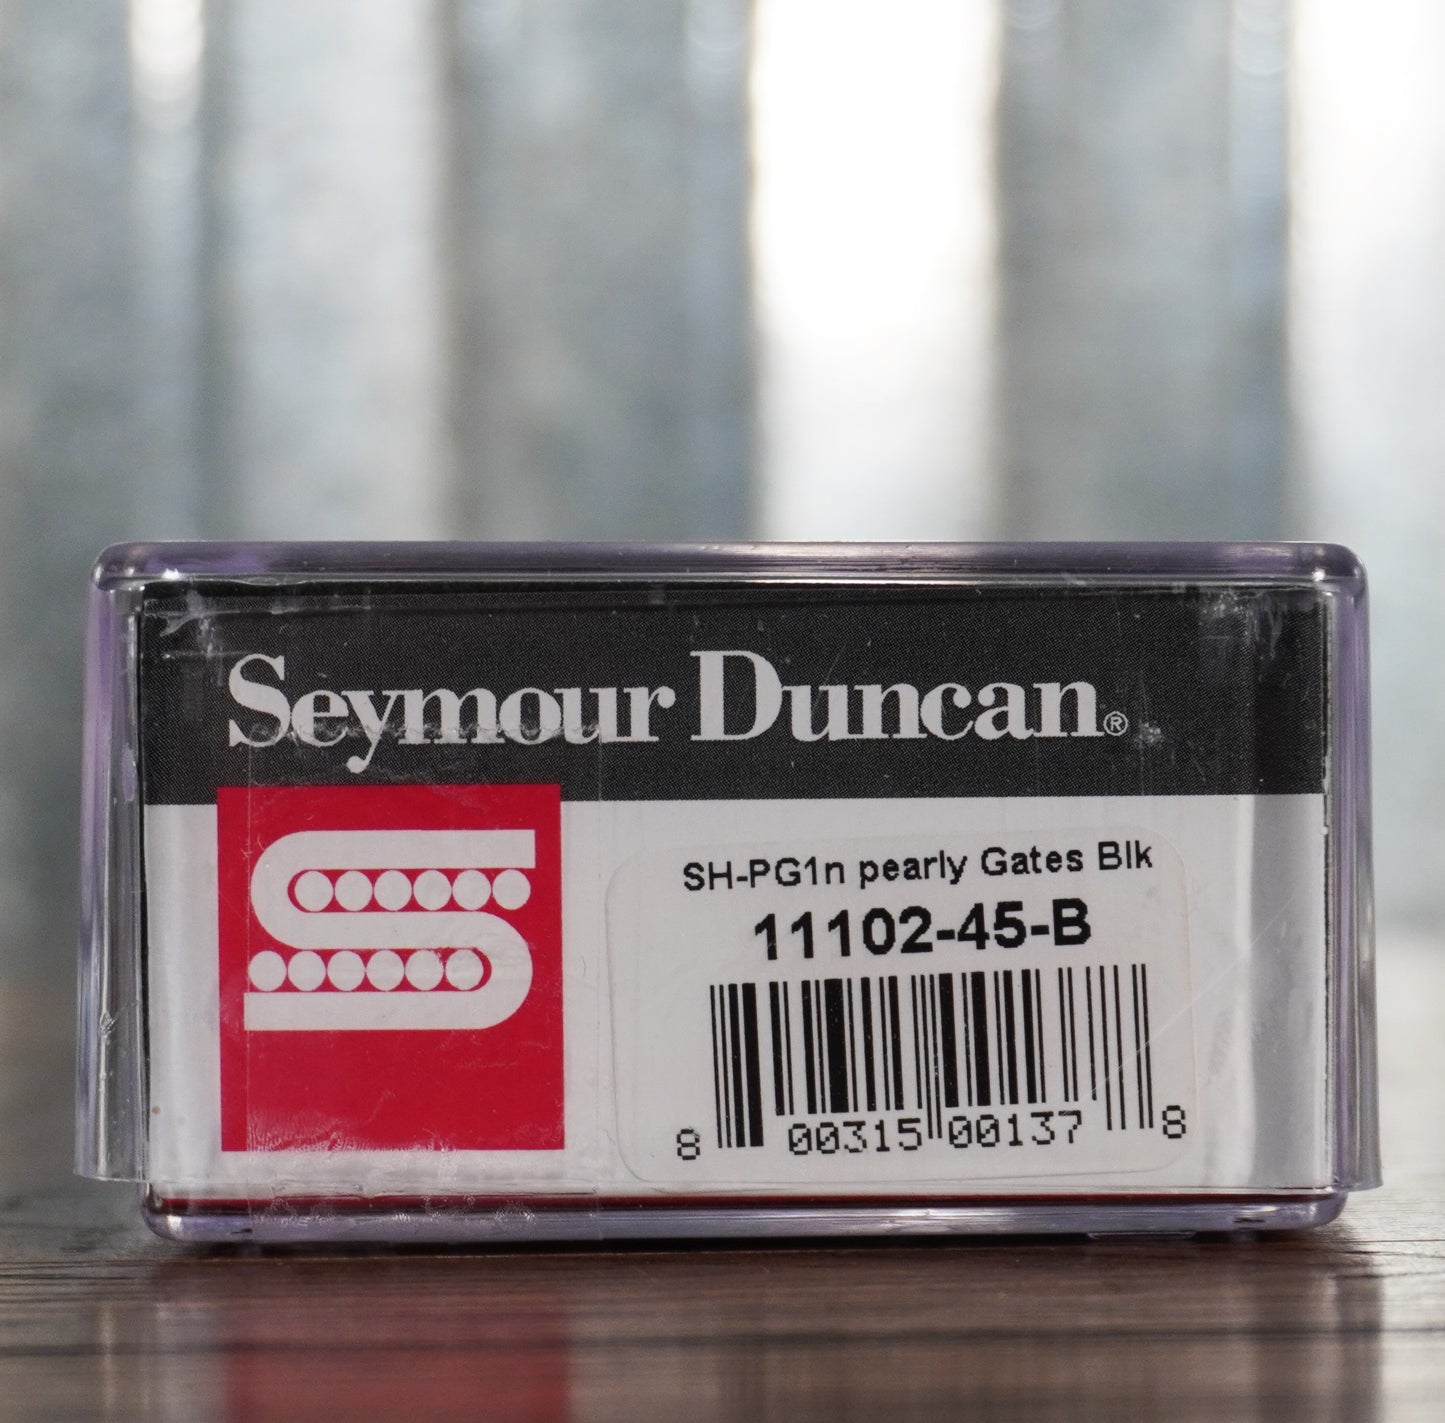 Seymour Duncan®
SH-PG1n pearly Gates Blk
11102-45-B
8 00315 00137 8